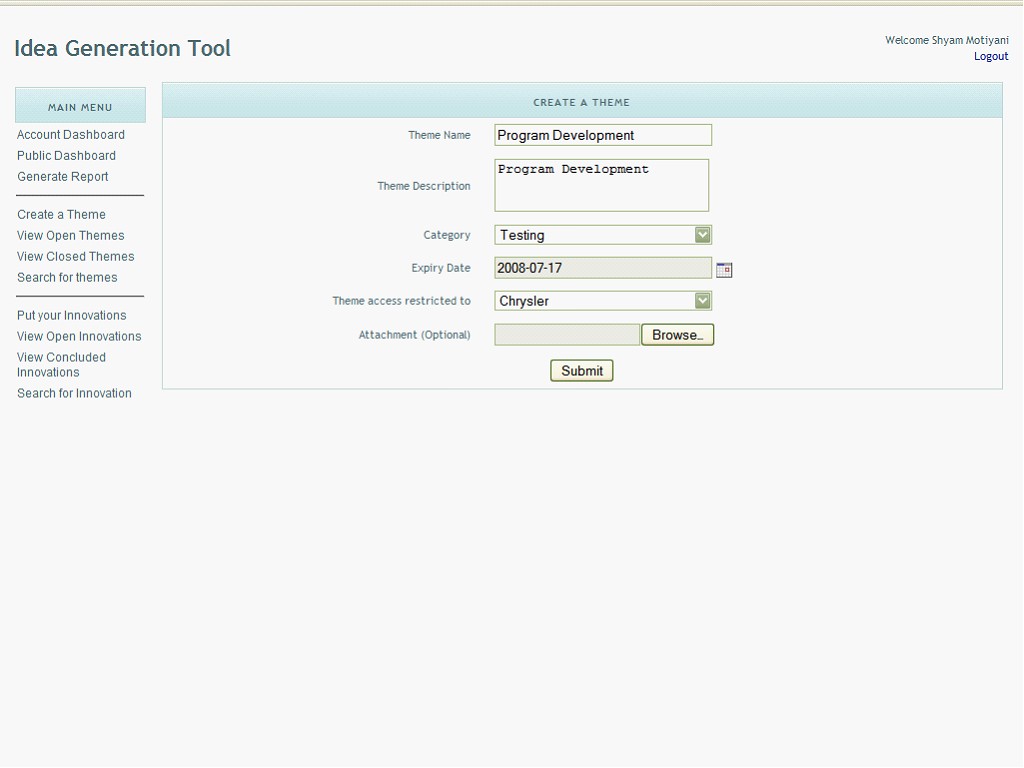 Idea Generation Tool
Welcome Shyam Motiyani
Logout
MAIN MENU
Account Dashboard
Public Dashboard
Generate Report
Create a Theme
View Open Themes
View Closed Themes
Search for themes
Put your Innovations
View Open Innovations
View Concluded
Innovations
Search for Innovation
CREATE A THEME
Theme Name Program Development
Theme Description Program Development
Category Testing
Expiry Date 2008-07-17
Theme access restricted to Chrysler
Attachment (Optional) Browse...
Submit